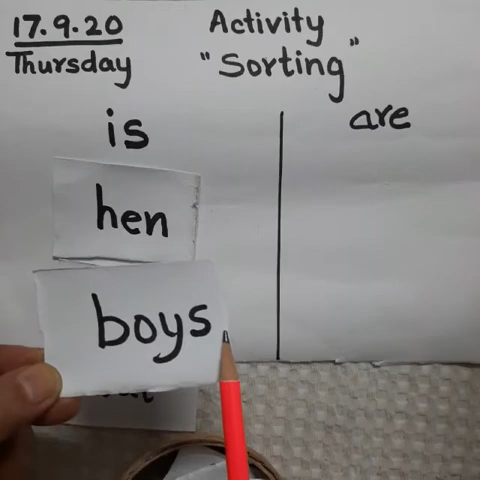 17.9.20
Thursday
Activity
"Sorting"
is
are
hen
boys